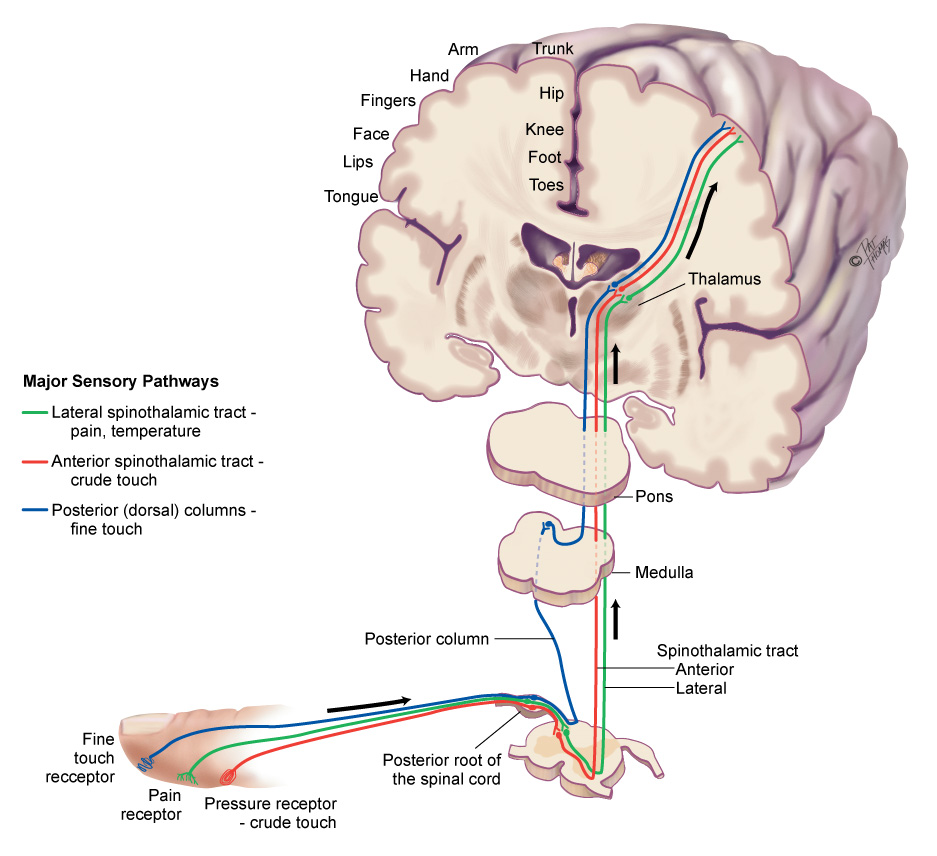 Arm
Trunk
Hand
Hip
Fingers
Knee
Face
Foot
Lips
Toes
Tongue
© PAT
THOMAS
Thalamus
Major Sensory Pathways
Lateral spinothalamic tract -
pain, temperature
Anterior spinothalamic tract -
crude touch
Posterior (dorsal) columns -
fine touch
Pons
Medulla
Posterior column
Spinothalamic tract
Anterior
Lateral
Fine
touch
recceptor
Pain
receptor
Pressure receptor
- crude touch
Posterior root of
the spinal cord